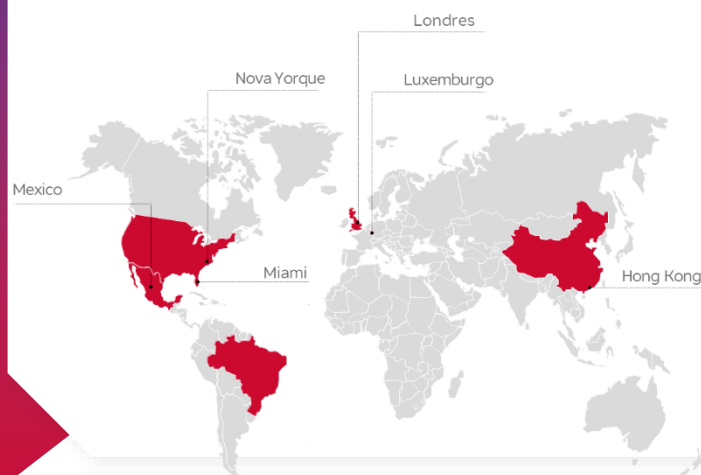 Londres
Nova Yorque
Luxemburgo
Mexico
Miami
Hong Kong